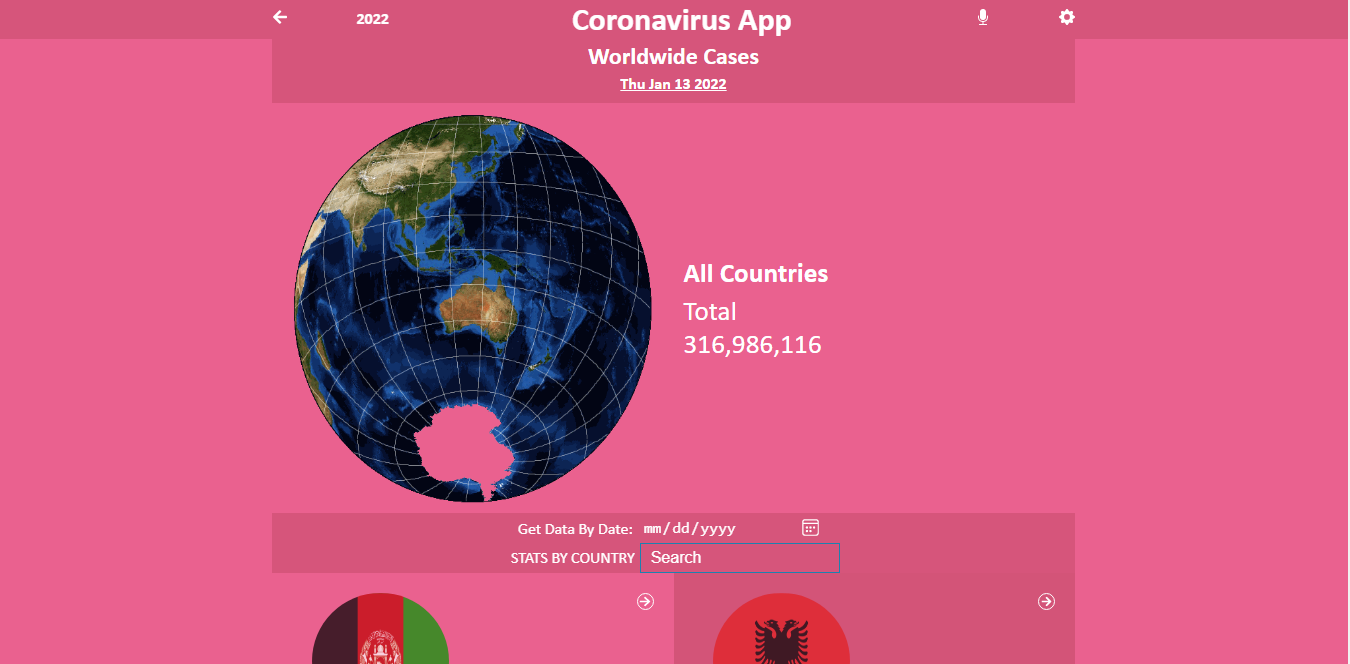 2022
Coronavirus App
Worldwide Cases
Thu Jan 13 2022
All Countries
Total
316,986,116
Get Data By Date: mm/dd/yyyy
STATS BY COUNTRY Search